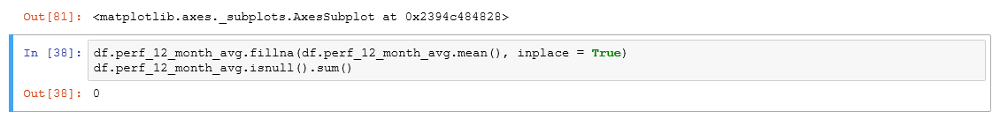 Out[81]: <matplotlib.axes._subplots.AxesSubplot at 0x2394c484828>
In [38]: df.perf_12_month_avg.fillna(df.perf_12_month_avg.mean(), inplace = True)
df.perf_12_month_avg.isnull().sum()
Out[38]: 0